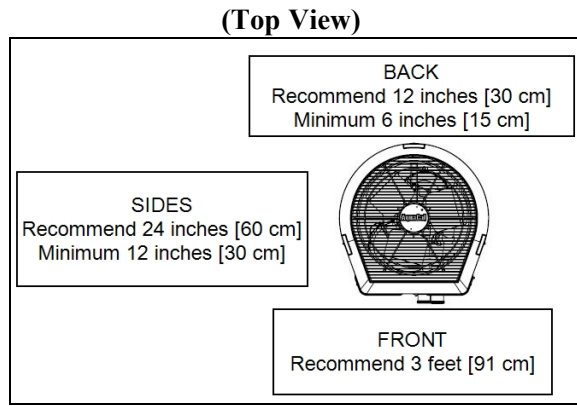 (Top View)
BACK
Recommend 12 inches [30 cm]
Minimum 6 inches [15 cm]
SIDES
Recommend 24 inches [60 cm]
Minimum 12 inches [30 cm]
FRONT
Recommend 3 feet [91 cm]